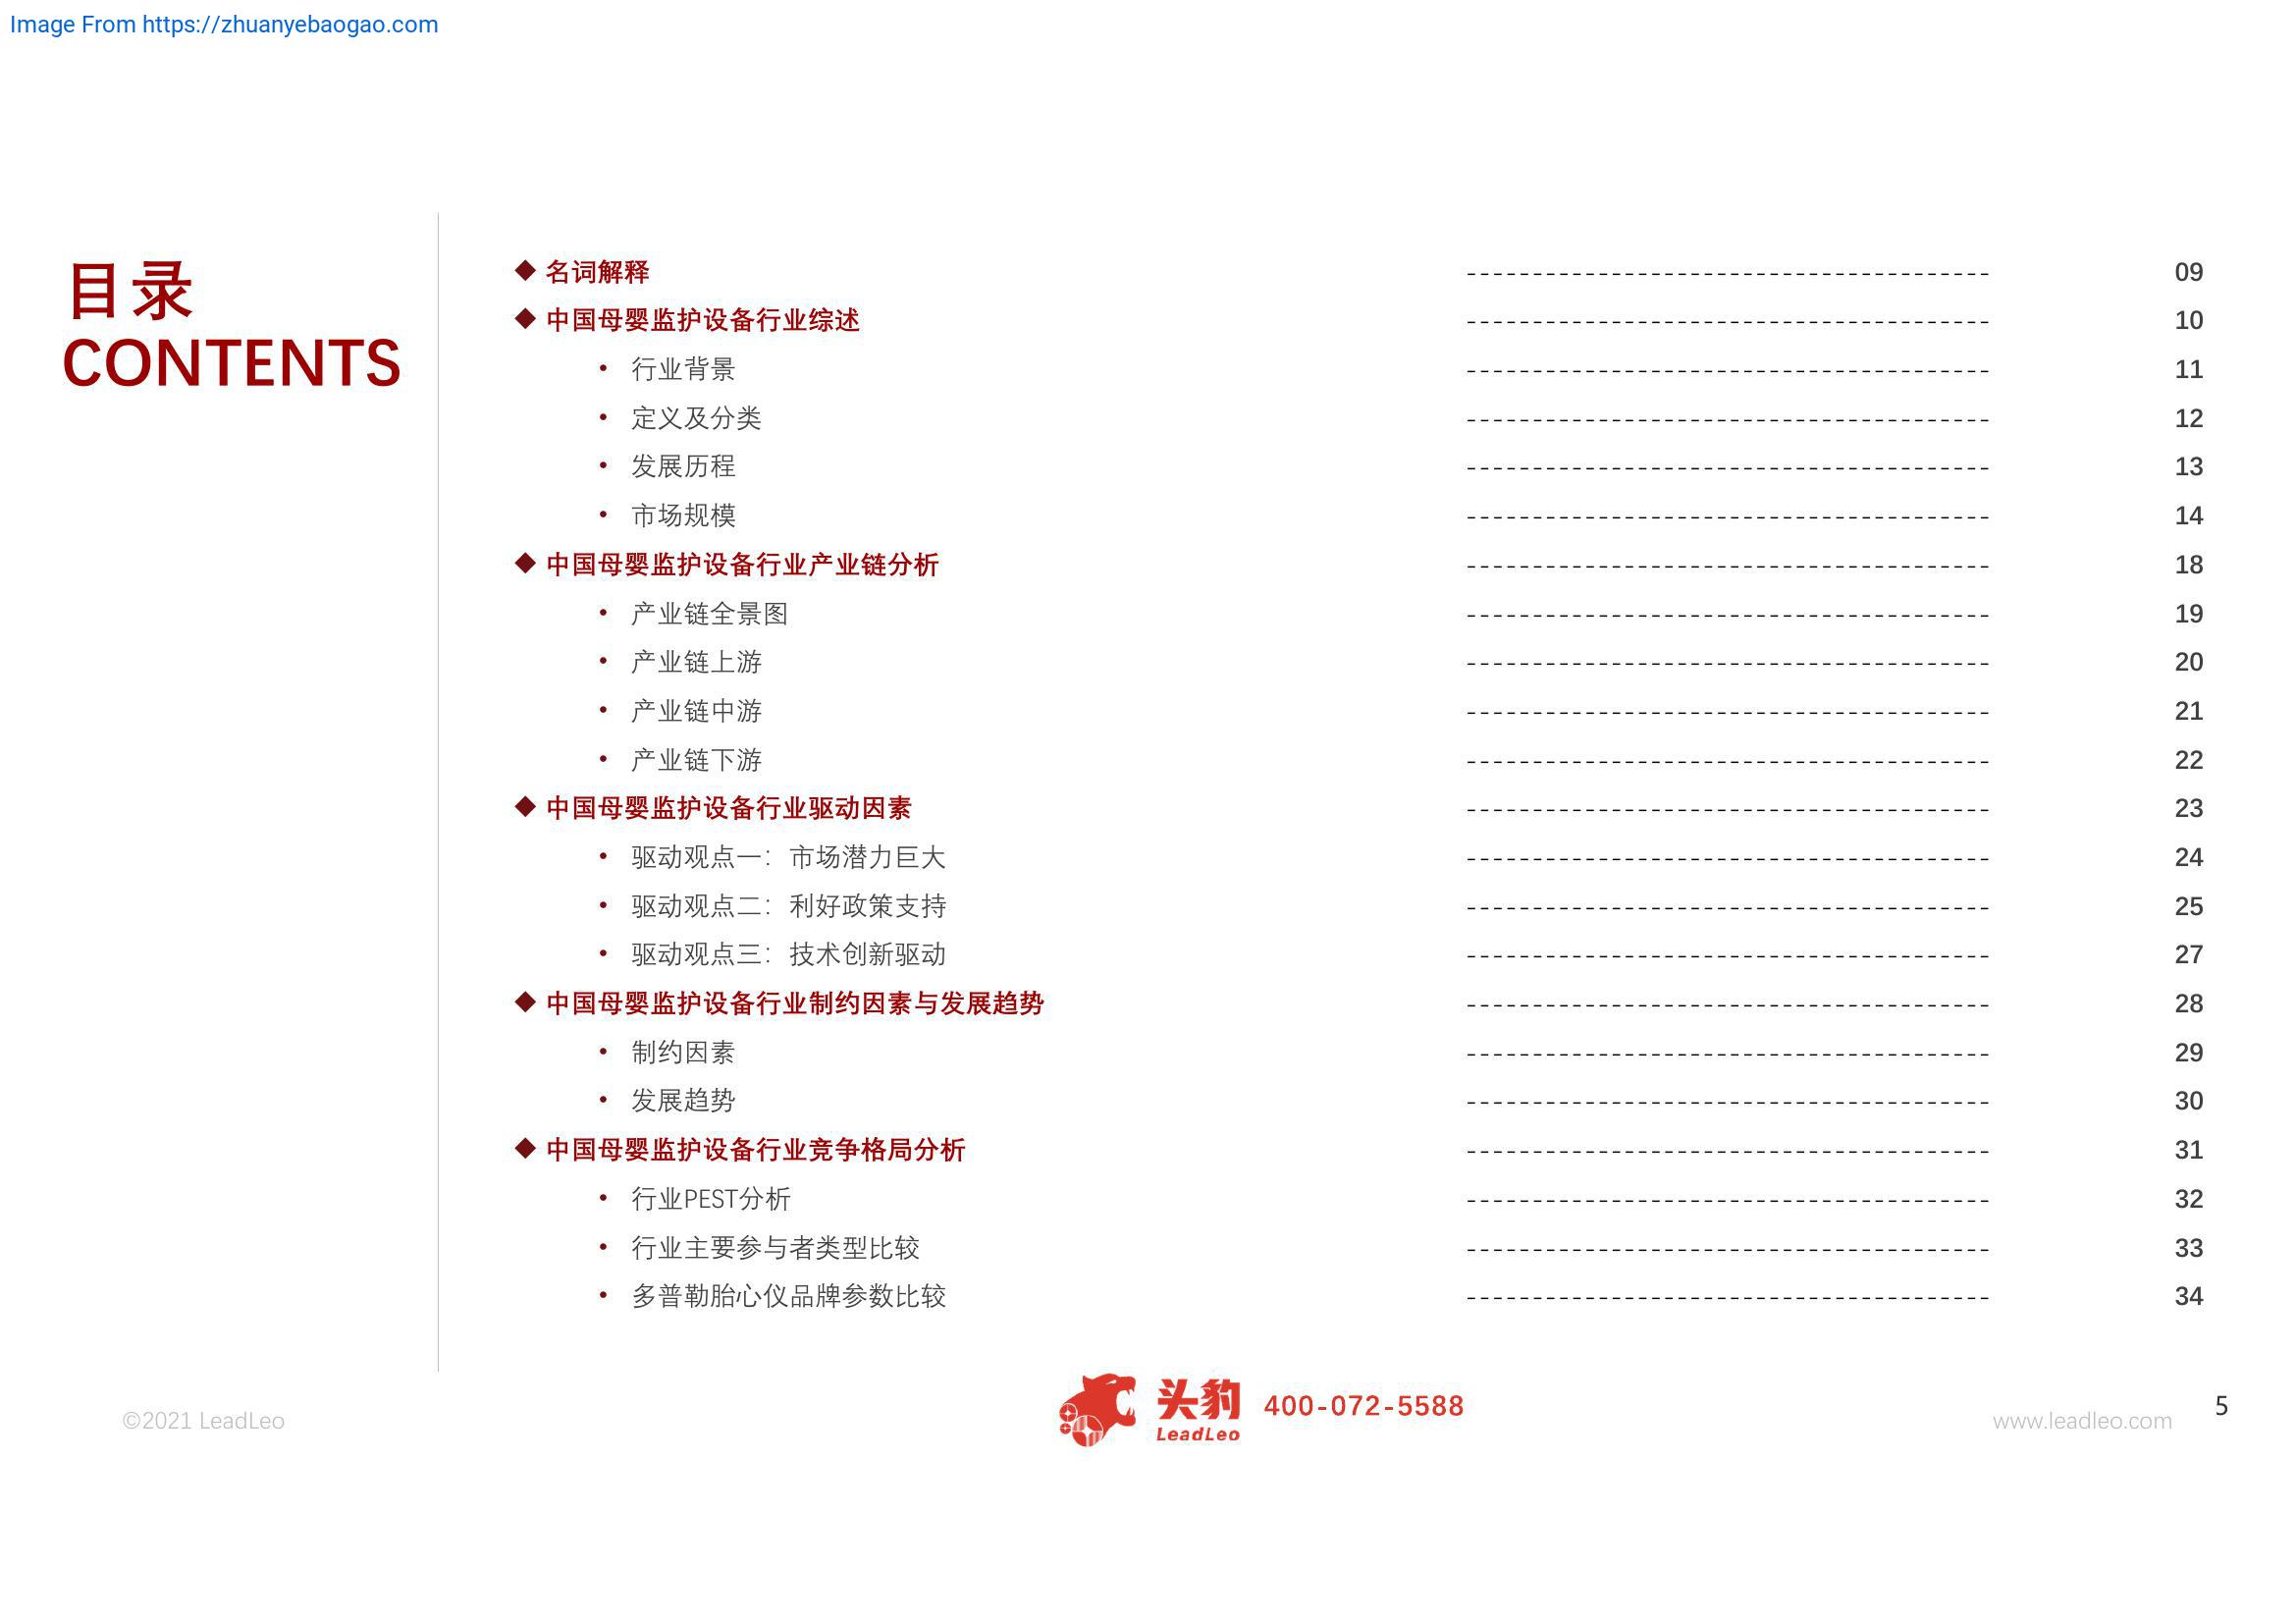 Image From https://zhuanyebaogao.com
目录
CONTENTS
◆ 名词解释 ---------------------------------------- 09
◆ 中国母婴监护设备行业综述 ---------------------------------------- 10
• 行业背景 ---------------------------------------- 11
• 定义及分类 ---------------------------------------- 12
• 发展历程 ---------------------------------------- 13
• 市场规模 ---------------------------------------- 14
◆ 中国母婴监护设备行业产业链分析 ---------------------------------------- 18
• 产业链全景图 ---------------------------------------- 19
• 产业链上游 ---------------------------------------- 20
• 产业链中游 ---------------------------------------- 21
• 产业链下游 ---------------------------------------- 22
◆ 中国母婴监护设备行业驱动因素 ---------------------------------------- 23
• 驱动观点一：市场潜力巨大 ---------------------------------------- 24
• 驱动观点二：利好政策支持 ---------------------------------------- 25
• 驱动观点三：技术创新驱动 ---------------------------------------- 27
◆ 中国母婴监护设备行业制约因素与发展趋势 ---------------------------------------- 28
• 制约因素 ---------------------------------------- 29
• 发展趋势 ---------------------------------------- 30
◆ 中国母婴监护设备行业竞争格局分析 ---------------------------------------- 31
• 行业PEST分析 ---------------------------------------- 32
• 行业主要参与者类型比较 ---------------------------------------- 33
• 多普勒胎心仪品牌参数比较 ---------------------------------------- 34
©2021 LeadLeo
头豹
LeadLeo
400-072-5588
www.leadleo.com
5